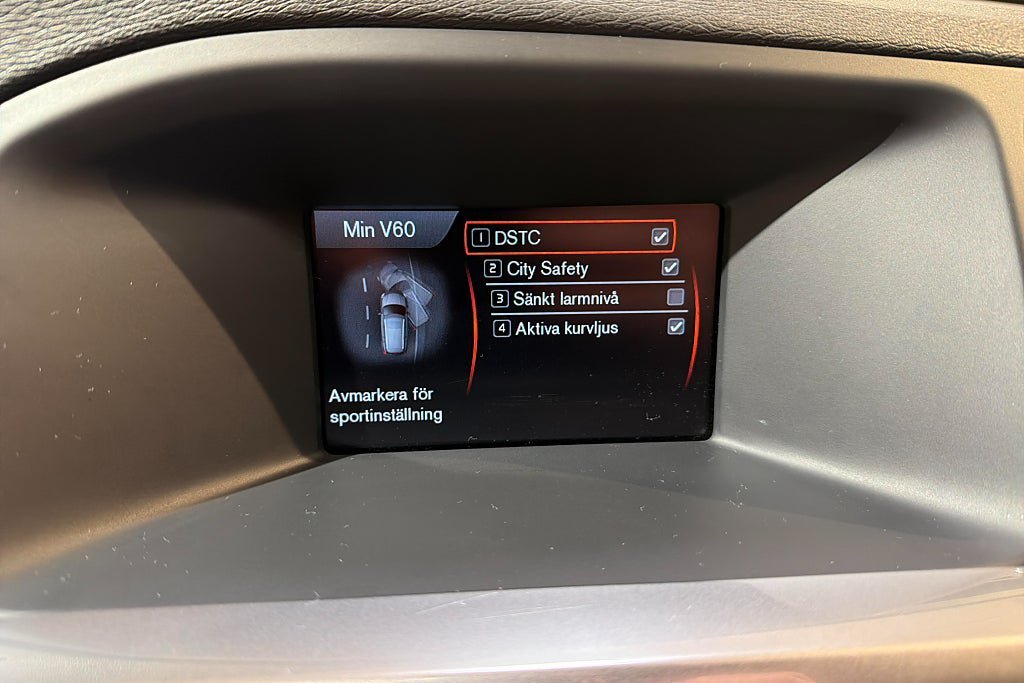 Min V60
1 DSTC
2 City Safety
3 Sänkt larmnivå
4 Aktiva kurvljus
Avmarkera för
sportinställning